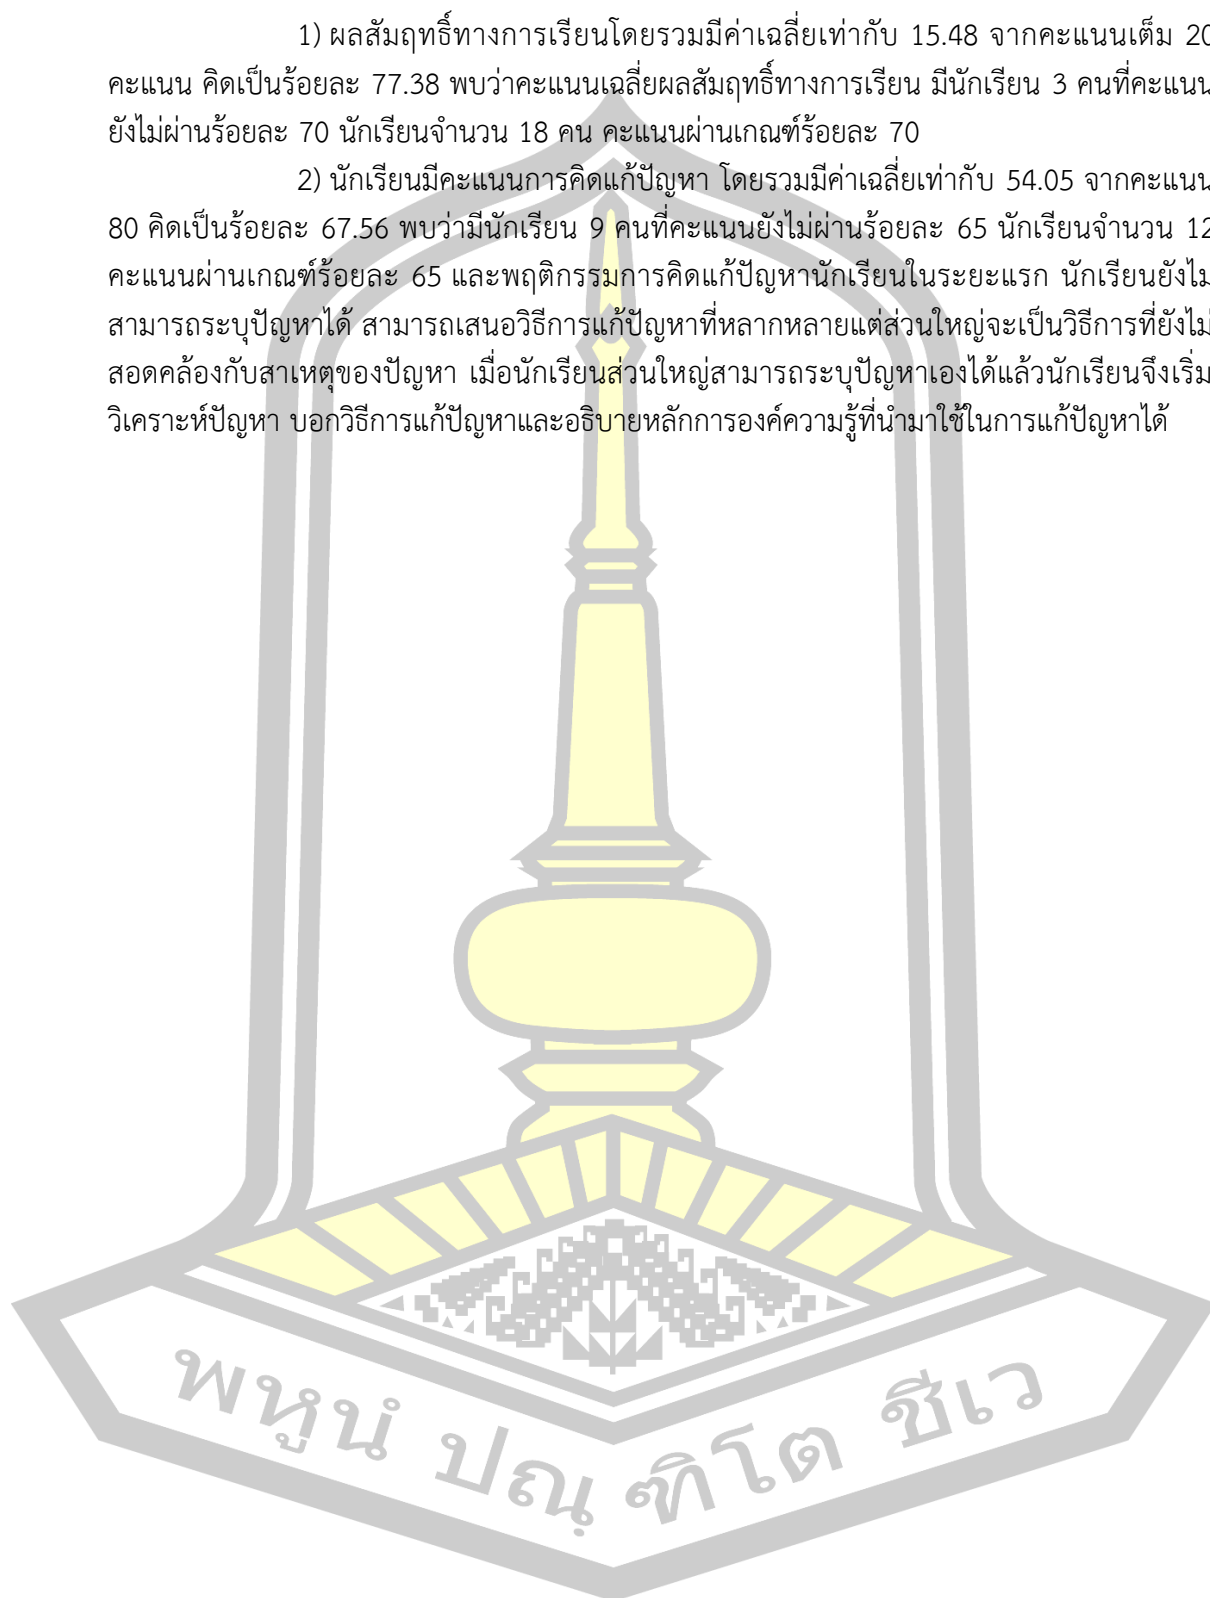 1) ผลสัมฤทธิ์ทางการเรียนโดยรวมมีค่าเฉลี่ยเท่ากับ 15.48 จากคะแนนเต็ม 20
คะแนน คิดเป็นร้อยละ 77.38 พบว่าคะแนนเฉลี่ยผลสัมฤทธิ์ทางการเรียน มีนักเรียน 3 คนที่คะแนน
ยังไม่ผ่านร้อยละ 70 นักเรียนจำนวน 18 คน คะแนนผ่านเกณฑ์ร้อยละ 70
2) นักเรียนมีคะแนนการคิดแก้ปัญหา โดยรวมมีค่าเฉลี่ยเท่ากับ 54.05 จากคะแนน
80 คิดเป็นร้อยละ 67.56 พบว่ามีนักเรียน 9 คนที่คะแนนยังไม่ผ่านร้อยละ 65 นักเรียนจำนวน 12
คะแนนผ่านเกณฑ์ร้อยละ 65 และพฤติกรรมการคิดแก้ปัญหานักเรียนในระยะแรก นักเรียนยังไม่
สามารถระบุปัญหาได้ สามารถเสนอวิธีการแก้ปัญหาที่หลากหลายแต่ส่วนใหญ่จะเป็นวิธีการที่ยังไม่
สอดคล้องกับสาเหตุของปัญหา เมื่อนักเรียนส่วนใหญ่สามารถระบุปัญหาเองได้แล้วนักเรียนจึงเริ่ม
วิเคราะห์ปัญหา บอกวิธีการแก้ปัญหาและอธิบายหลักการองค์ความรู้ที่นำมาใช้ในการแก้ปัญหาได้
พหูนํ ปณฺฑิโต ชีเว